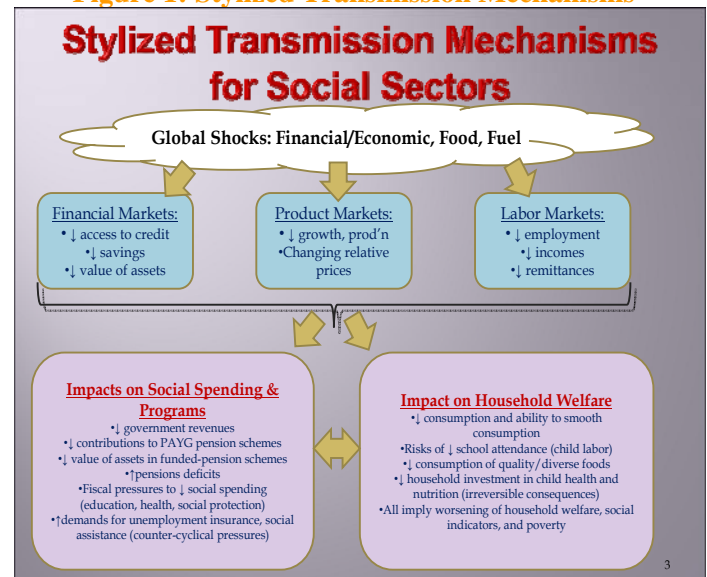 Figure 1: Stylized Transmission Mechanisms
Stylized Transmission Mechanisms
for Social Sectors
Global Shocks: Financial/Economic, Food, Fuel
Financial Markets:
•↓ access to credit
•↓ savings
•↓ value of assets
Product Markets:
•↓ growth, prod'n
•Changing relative
prices
Labor Markets:
•↓ employment
•↓ incomes
•↓ remittances
Impacts on Social Spending &
Programs
•↓ government revenues
•↓ contributions to PAYG pension schemes
•↓ value of assets in funded-pension schemes
•↑pensions deficits
•Fiscal pressures to ↓ social spending
(education, health, social protection)
•↑demands for unemployment insurance, social
assistance (counter-cyclical pressures)
Impact on Household Welfare
•↓ consumption and ability to smooth
consumption
•Risks of ↓ school attendance (child labor)
•↓ consumption of quality/diverse foods
•↓ household investment in child health and
nutrition (irreversible consequences)
•All imply worsening of household welfare, social
indicators, and poverty
3